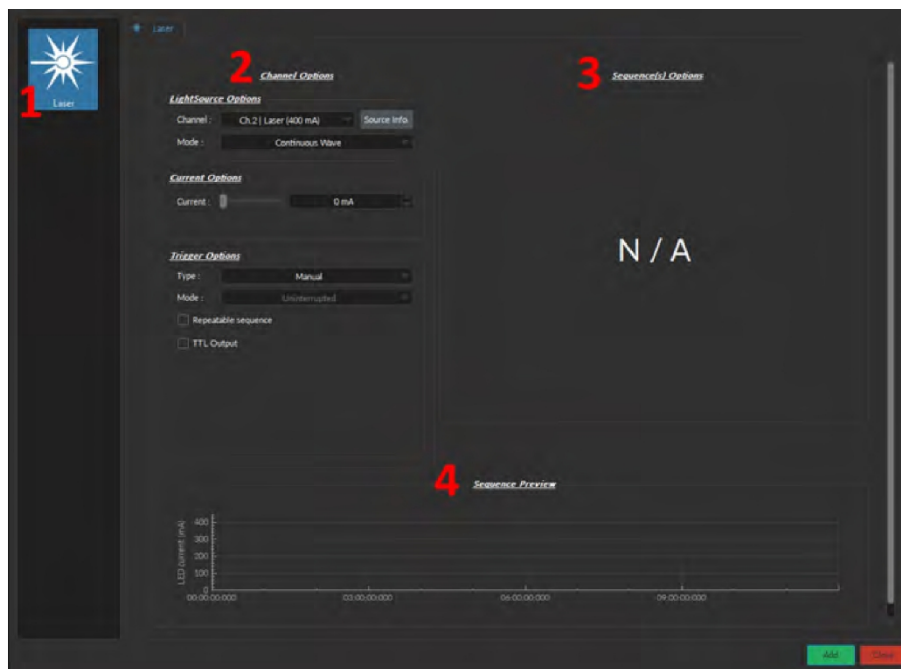 Laser
1
Laser
2 Channel Options
LightSource Options
Channel : Ch.2 | Laser (400 mA) Source Info.
Mode : Continuous Wave
Current Options
Current : 0 mA
Trigger Options
Type : Manual
Mode : Uninterrupted
Repeatable sequence
TTL Output
3 Sequence(s) Options
N / A
4 Sequence Preview
LED current (mA)
400
300
200
100
0
00:00:00:000 03:00:00:000 06:00:00:000 09:00:00:000
Add Close